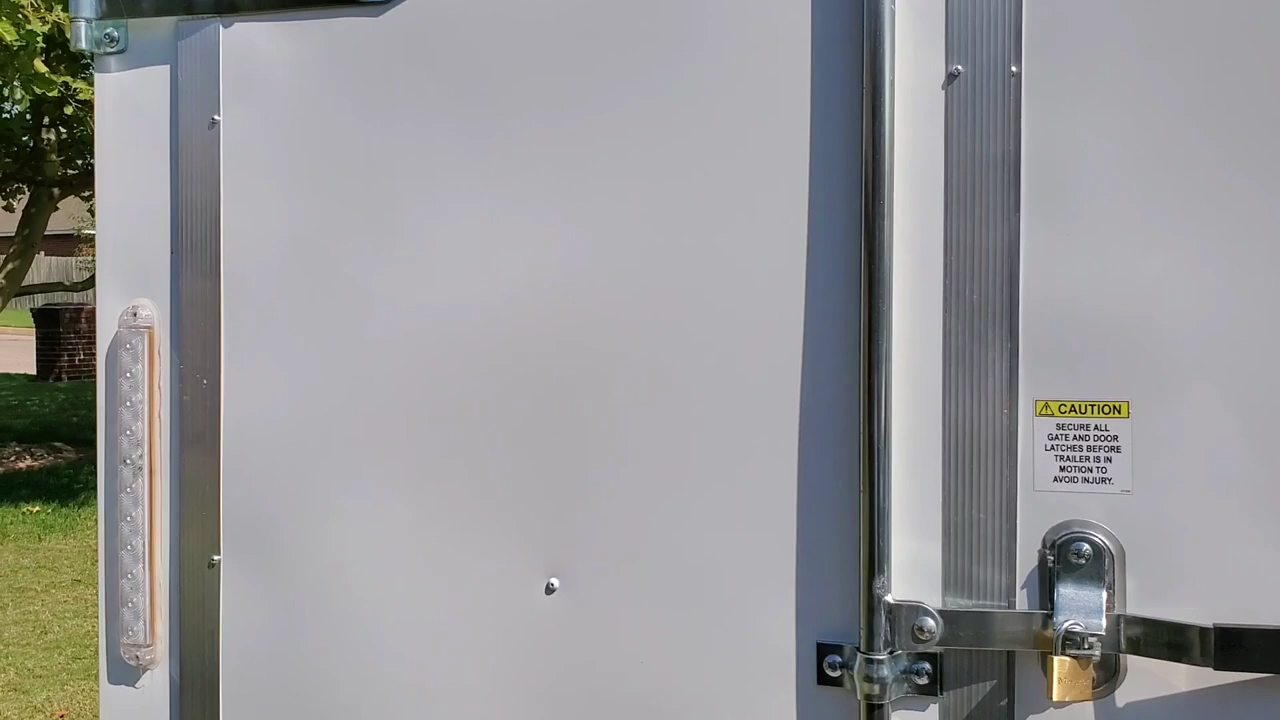 CAUTION
SECURE ALL
GATE AND DOOR
LATCHES BEFORE
TRAILER IS IN
MOTION TO
AVOID INJURY.